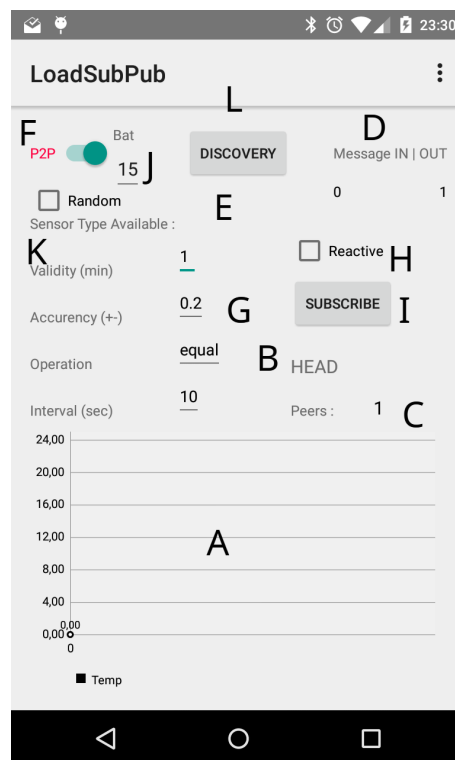 23:30
LoadSubPub
L
F
D
Bat
P2P
DISCOVERY
Message IN | OUT
15
J
Random
0
1
E
Sensor Type Available :
K
Validity (min)
1
Reactive
H
Accurency (+-)
0.2
G
SUBSCRIBE
I
Operation
equal
B
HEAD
Interval (sec)
10
Peers :
1
C
24,00
20,00
16,00
12,00
A
8,00
4,00
0,00
0,00
0
Temp